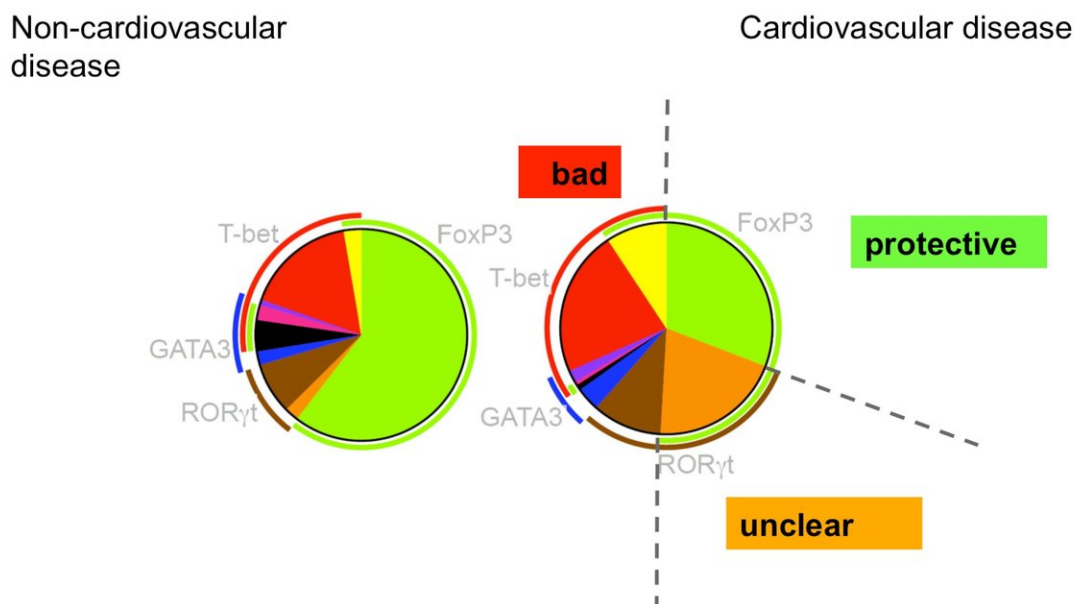 Non-cardiovascular
disease
Cardiovascular disease
bad
T-bet
FoxP3
GATA3
RORγt
FoxP3
protective
T-bet
GATA3
RORγt
unclear